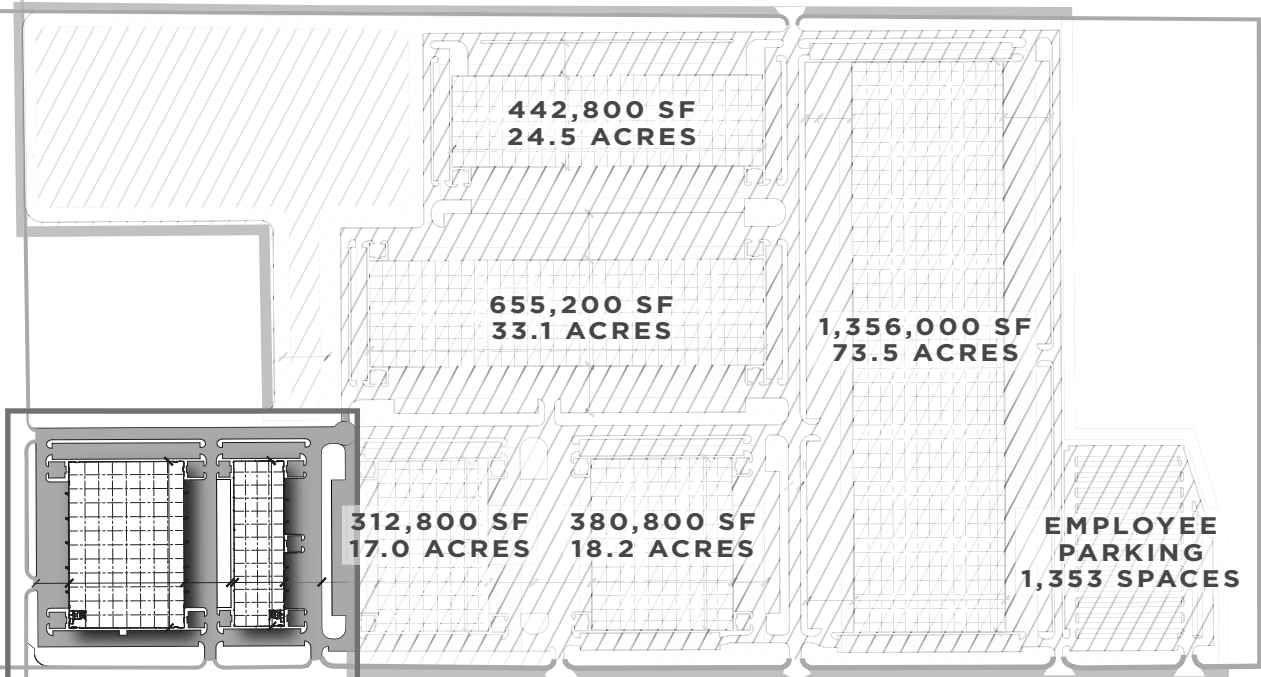 442,800 SF
24.5 ACRES
655,200 SF
33.1 ACRES
1,356,000 SF
73.5 ACRES
312,800 SF
17.0 ACRES
380,800 SF
18.2 ACRES
EMPLOYEE
PARKING
1,353 SPACES